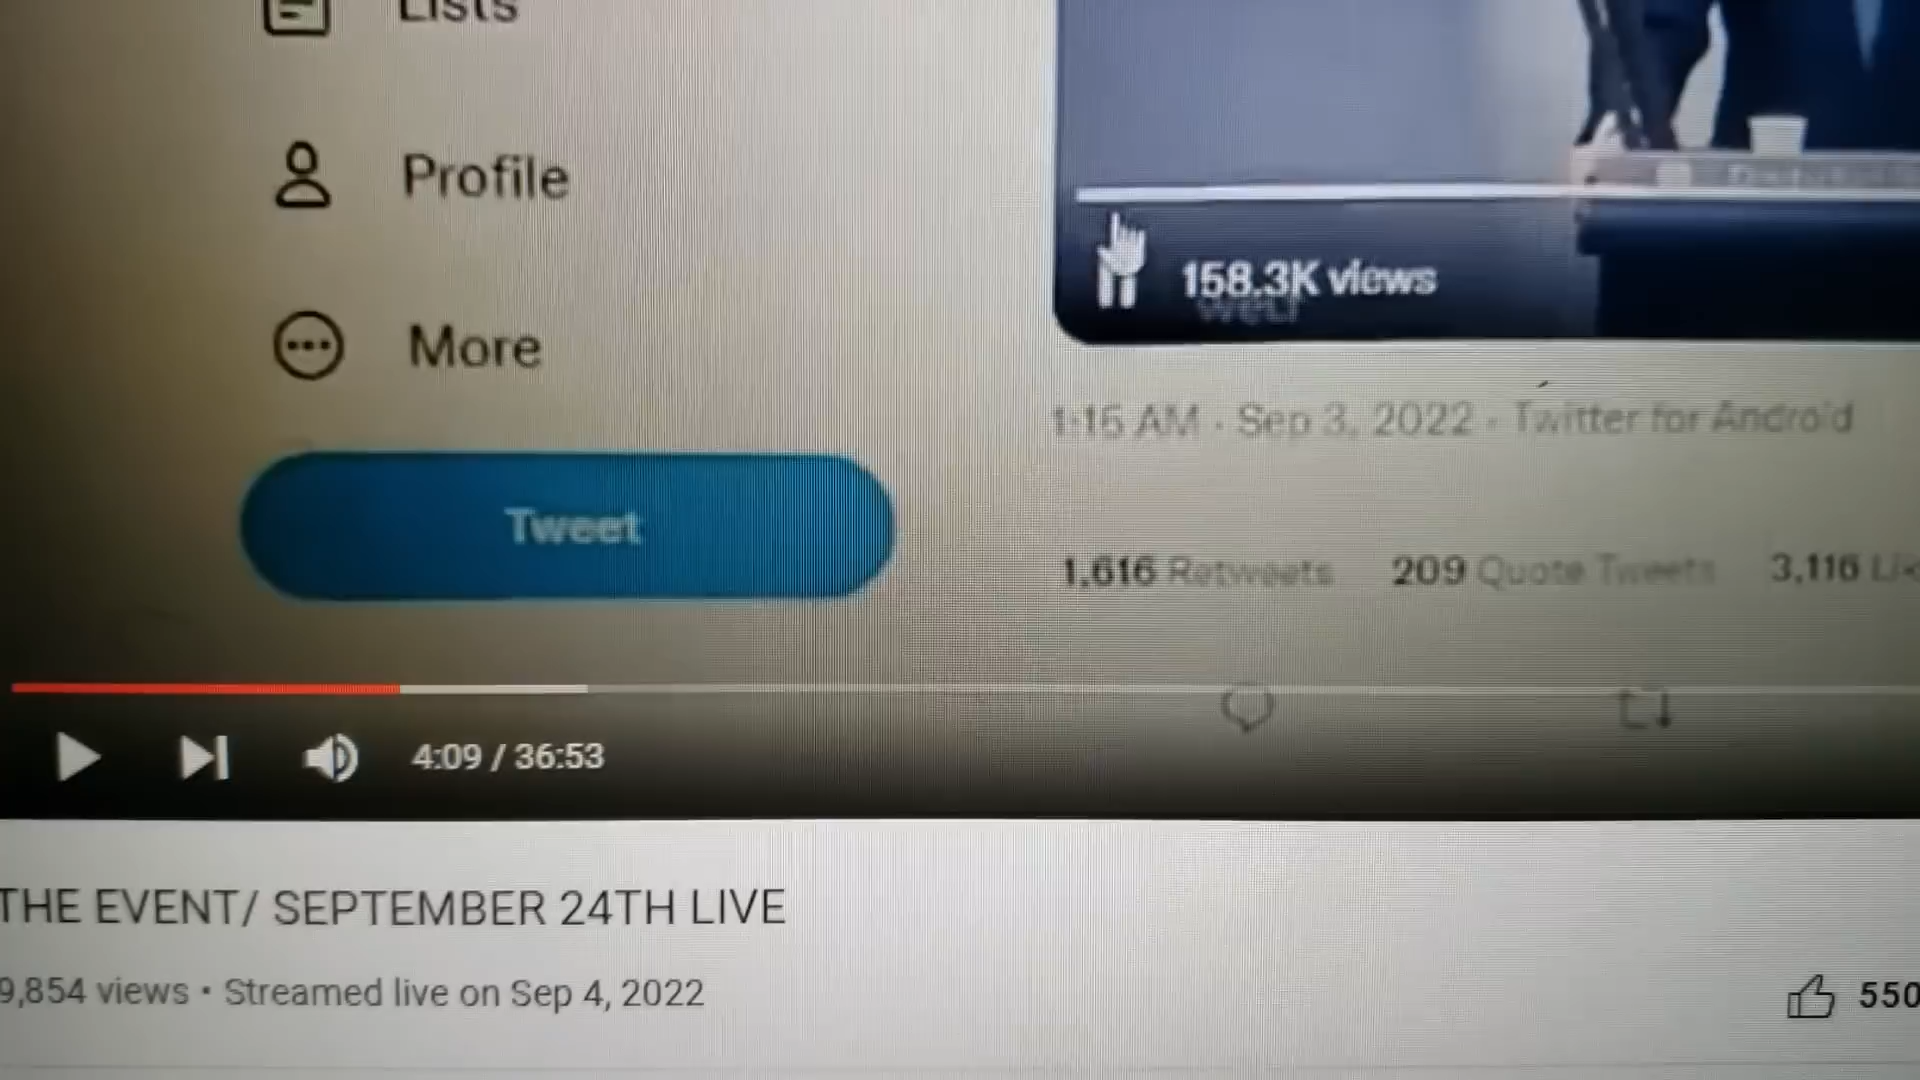 Lists
Profile
More
Tweet
158.3K views
1:15 AM · Sep 3, 2022 · Twitter for Android
1,616 Retweets 209 Quote Tweets 3,116
4:09 / 36:53
THE EVENT/ SEPTEMBER 24TH LIVE
9,854 views • Streamed live on Sep 4, 2022
550